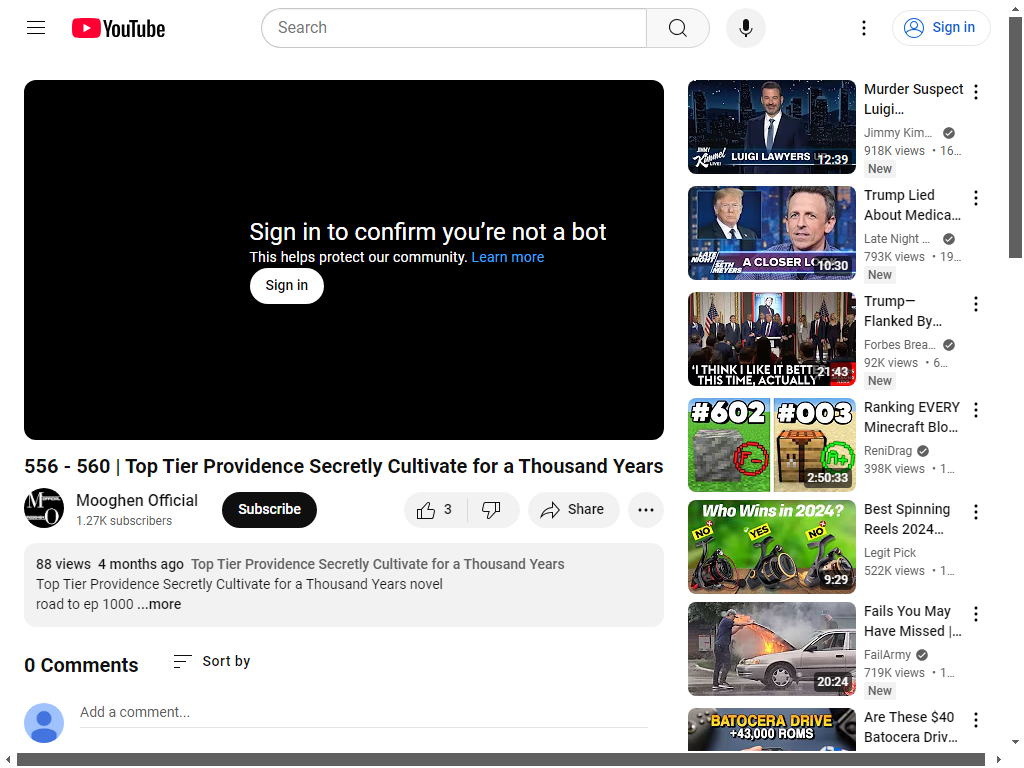 YouTube
Search
Sign in
Sign in to confirm you’re not a bot
This helps protect our community. Learn more
Sign in
556 - 560 | Top Tier Providence Secretly Cultivate for a Thousand Years
Mooghen Official
1.27K subscribers
Subscribe
3
Share
88 views 4 months ago Top Tier Providence Secretly Cultivate for a Thousand Years
Top Tier Providence Secretly Cultivate for a Thousand Years novel
road to ep 1000 ...more
0 Comments
Sort by
Add a comment...
JIMMY Kimmel LIVE!
LUIGI LAWYERS
12:39
Murder Suspect
Luigi...
Jimmy Kim...
918K views • 16...
New
LATE NIGHT SETH MEYERS
A CLOSER
10:30
Trump Lied
About Medica...
Late Night ...
793K views • 19...
New
"I THINK I LIKE IT
THIS TIME, ACTUALLY
21:43
Trump—
Flanked By...
Forbes Brea...
92K views • 6...
New
#602 #003
A+
2:50:33
Ranking EVERY
Minecraft Blo...
ReniDrag
398K views • 1...
Who Wins in 2024?
NO YES NO
9:29
Best Spinning
Reels 2024...
Legit Pick
522K views • 1...
20:24
Fails You May
Have Missed |...
FailArmy
719K views • 1...
New
BATOCERA DRIVE
+43,000 ROMS
Are These $40
Batocera Driv...